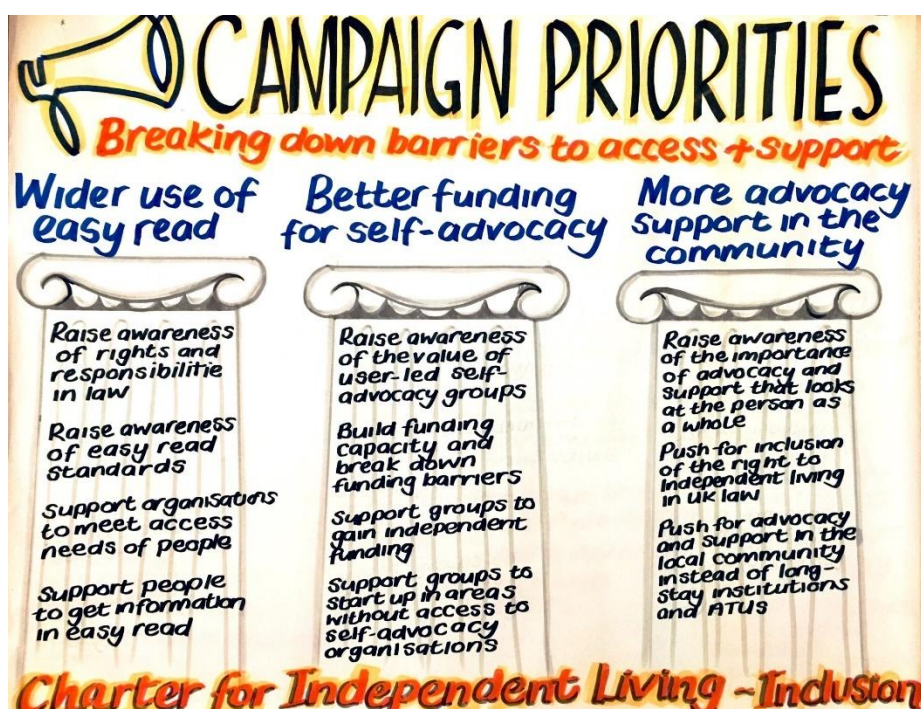 CAMPAIGN PRIORITIES
Breaking down barriers to access + support
Wider use of
easy read
Raise awareness
of rights and
responsibilitie
in law
Raise awareness
of easy read
standards
Support organisations
to meet access
needs of people
Support people
to get information
in easy read
Better funding
for self-advocacy
Raise awareness
of the value of
user-led self-
advocacy groups
Build funding
capacity and
break down
funding barriers
Support groups to
gain independent
funding
Support groups to
start up in areas
without access to
self-advocacy
organisations
More advocacy
support in the
community
Raise awareness
of the importance
of advocacy and
support that looks
at the person as
a whole
Push for inclusion
of the right to
independent living
in UK law
Push for advocacy
and support in the
local community
instead of long-
stay institutions
and ATUs
Charter for Independent Living ~ Inclusion